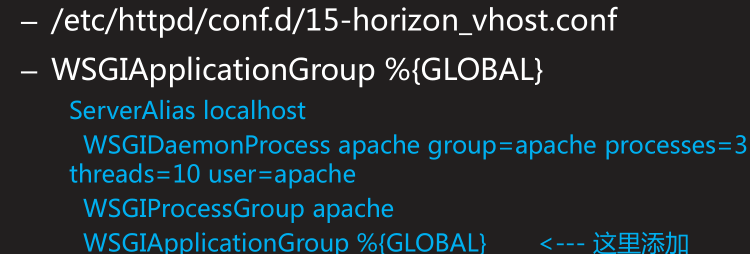 – /etc/httpd/conf.d/15-horizon_vhost.conf
– WSGIApplicationGroup %{GLOBAL}
ServerAlias localhost
WSGIDaemonProcess apache group=apache processes=3
threads=10 user=apache
WSGIProcessGroup apache
WSGIApplicationGroup %{GLOBAL} <--- 这里添加